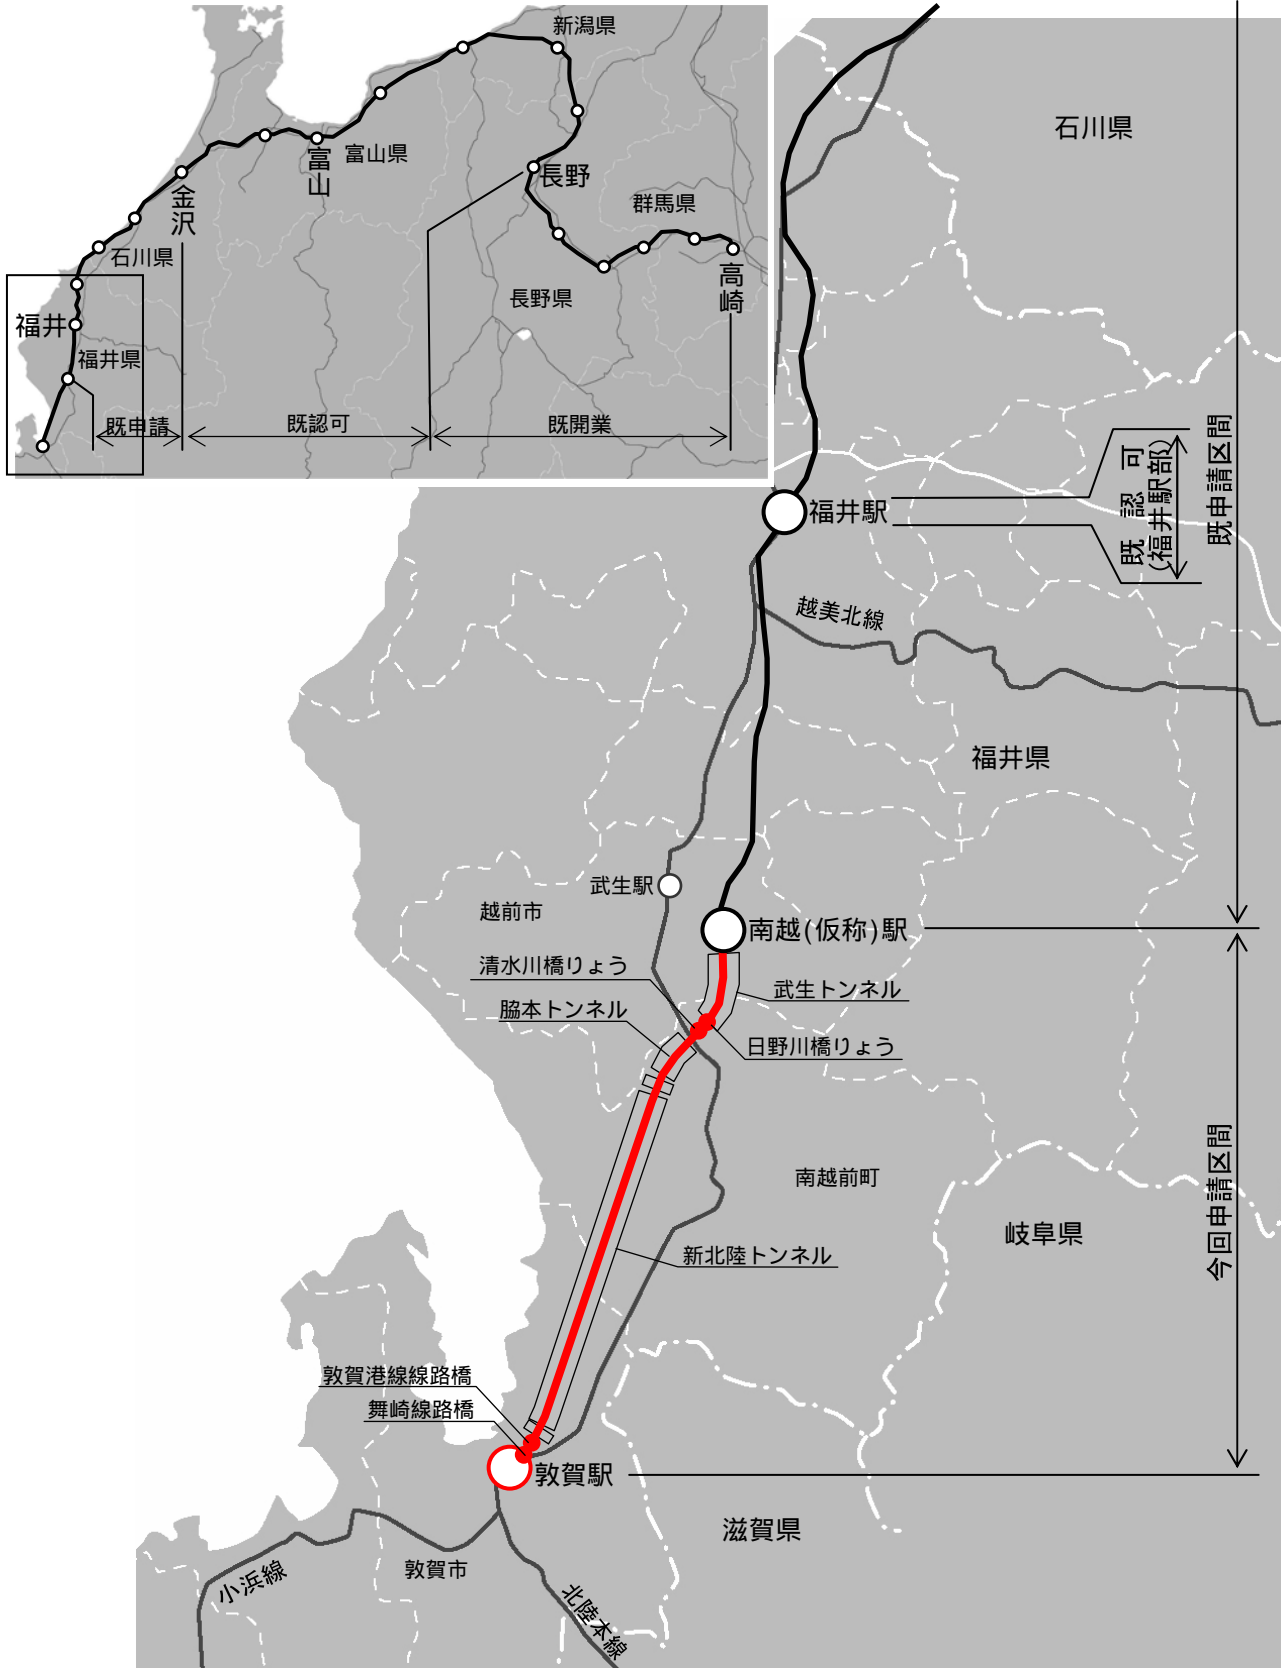 新潟県
富山
富山県
長野
金沢
群馬県
石川県
高崎
長野県
福井
福井県
既申請
既認可
既開業
石川県
福井駅
既認可
(福井駅部)
既申請区間
越美北線
福井県
武生駅
越前市
南越(仮称)駅
清水川橋りょう
武生トンネル
脇本トンネル
日野川橋りょう
南越前町
今回申請区間
岐阜県
新北陸トンネル
敦賀港線線路橋
舞崎線路橋
敦賀駅
滋賀県
敦賀市
小浜線
北陸本線